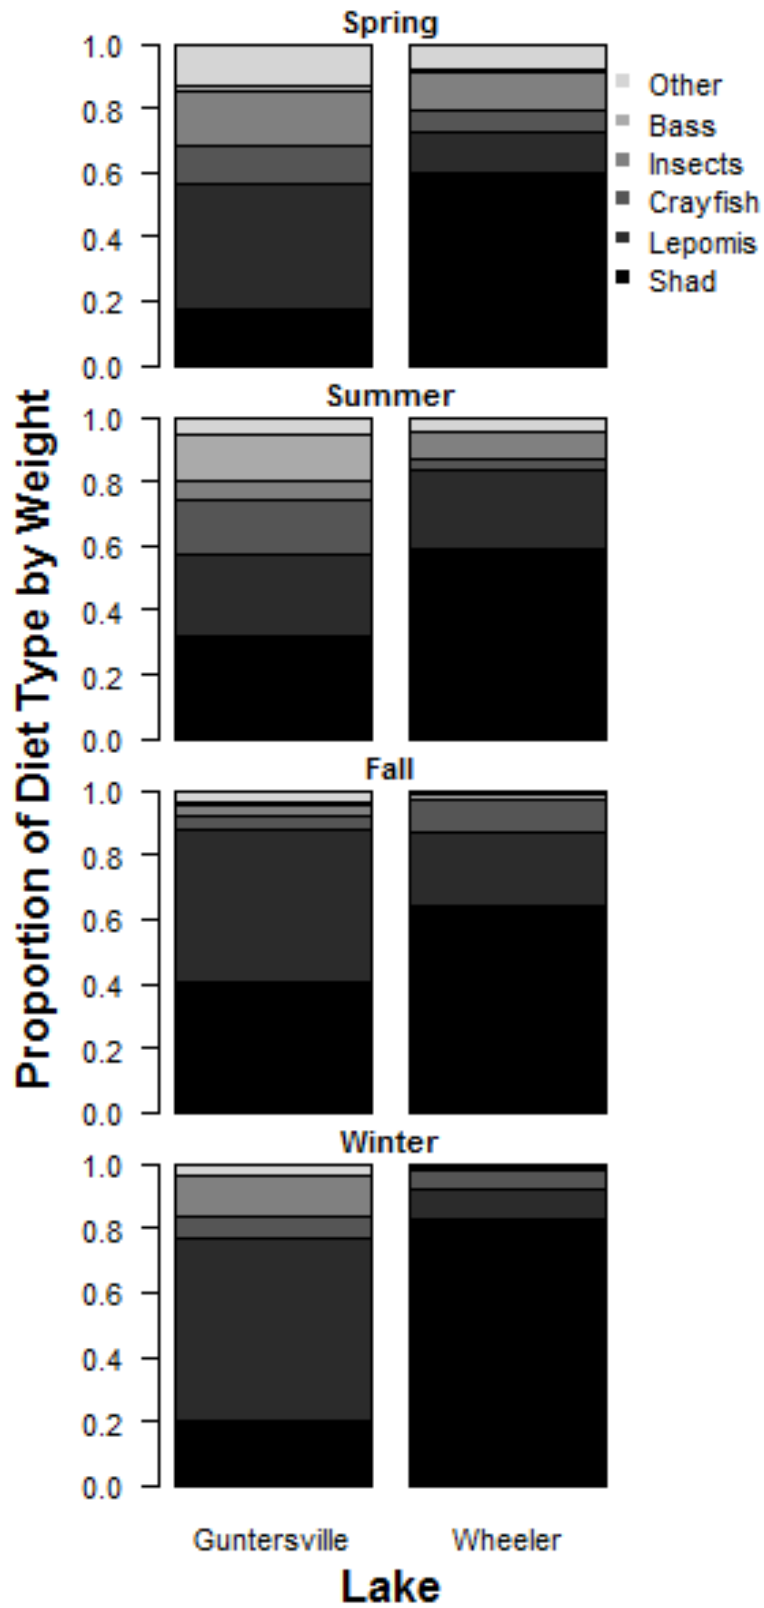 Spring
1.0
0.8
0.6
0.4
0.2
0.0
Other
Bass
Insects
Crayfish
Lepomis
Shad
Summer
1.0
0.8
0.6
0.4
0.2
0.0
Fall
1.0
0.8
0.6
0.4
0.2
0.0
Winter
1.0
0.8
0.6
0.4
0.2
0.0
Proportion of Diet Type by Weight
Guntersville Wheeler
Lake